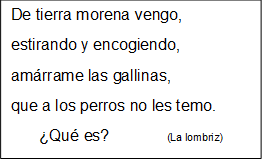 De tierra morena vengo,
estirando y encogiendo,
amárrame las gallinas,
que a los perros no les temo.
¿Qué es? (La lombriz)